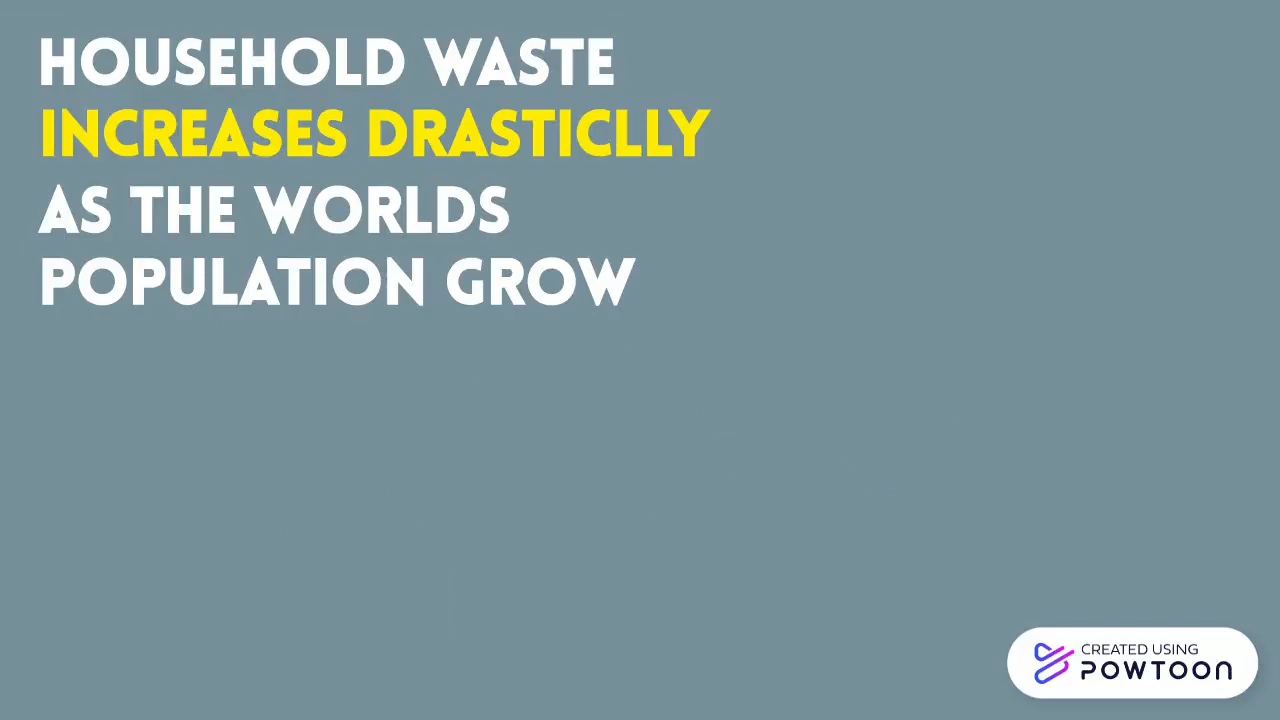 HOUSEHOLD WASTE
INCREASES DRASTICLLY
AS THE WORLDS
POPULATION GROW
CREATED USING
POWTOON